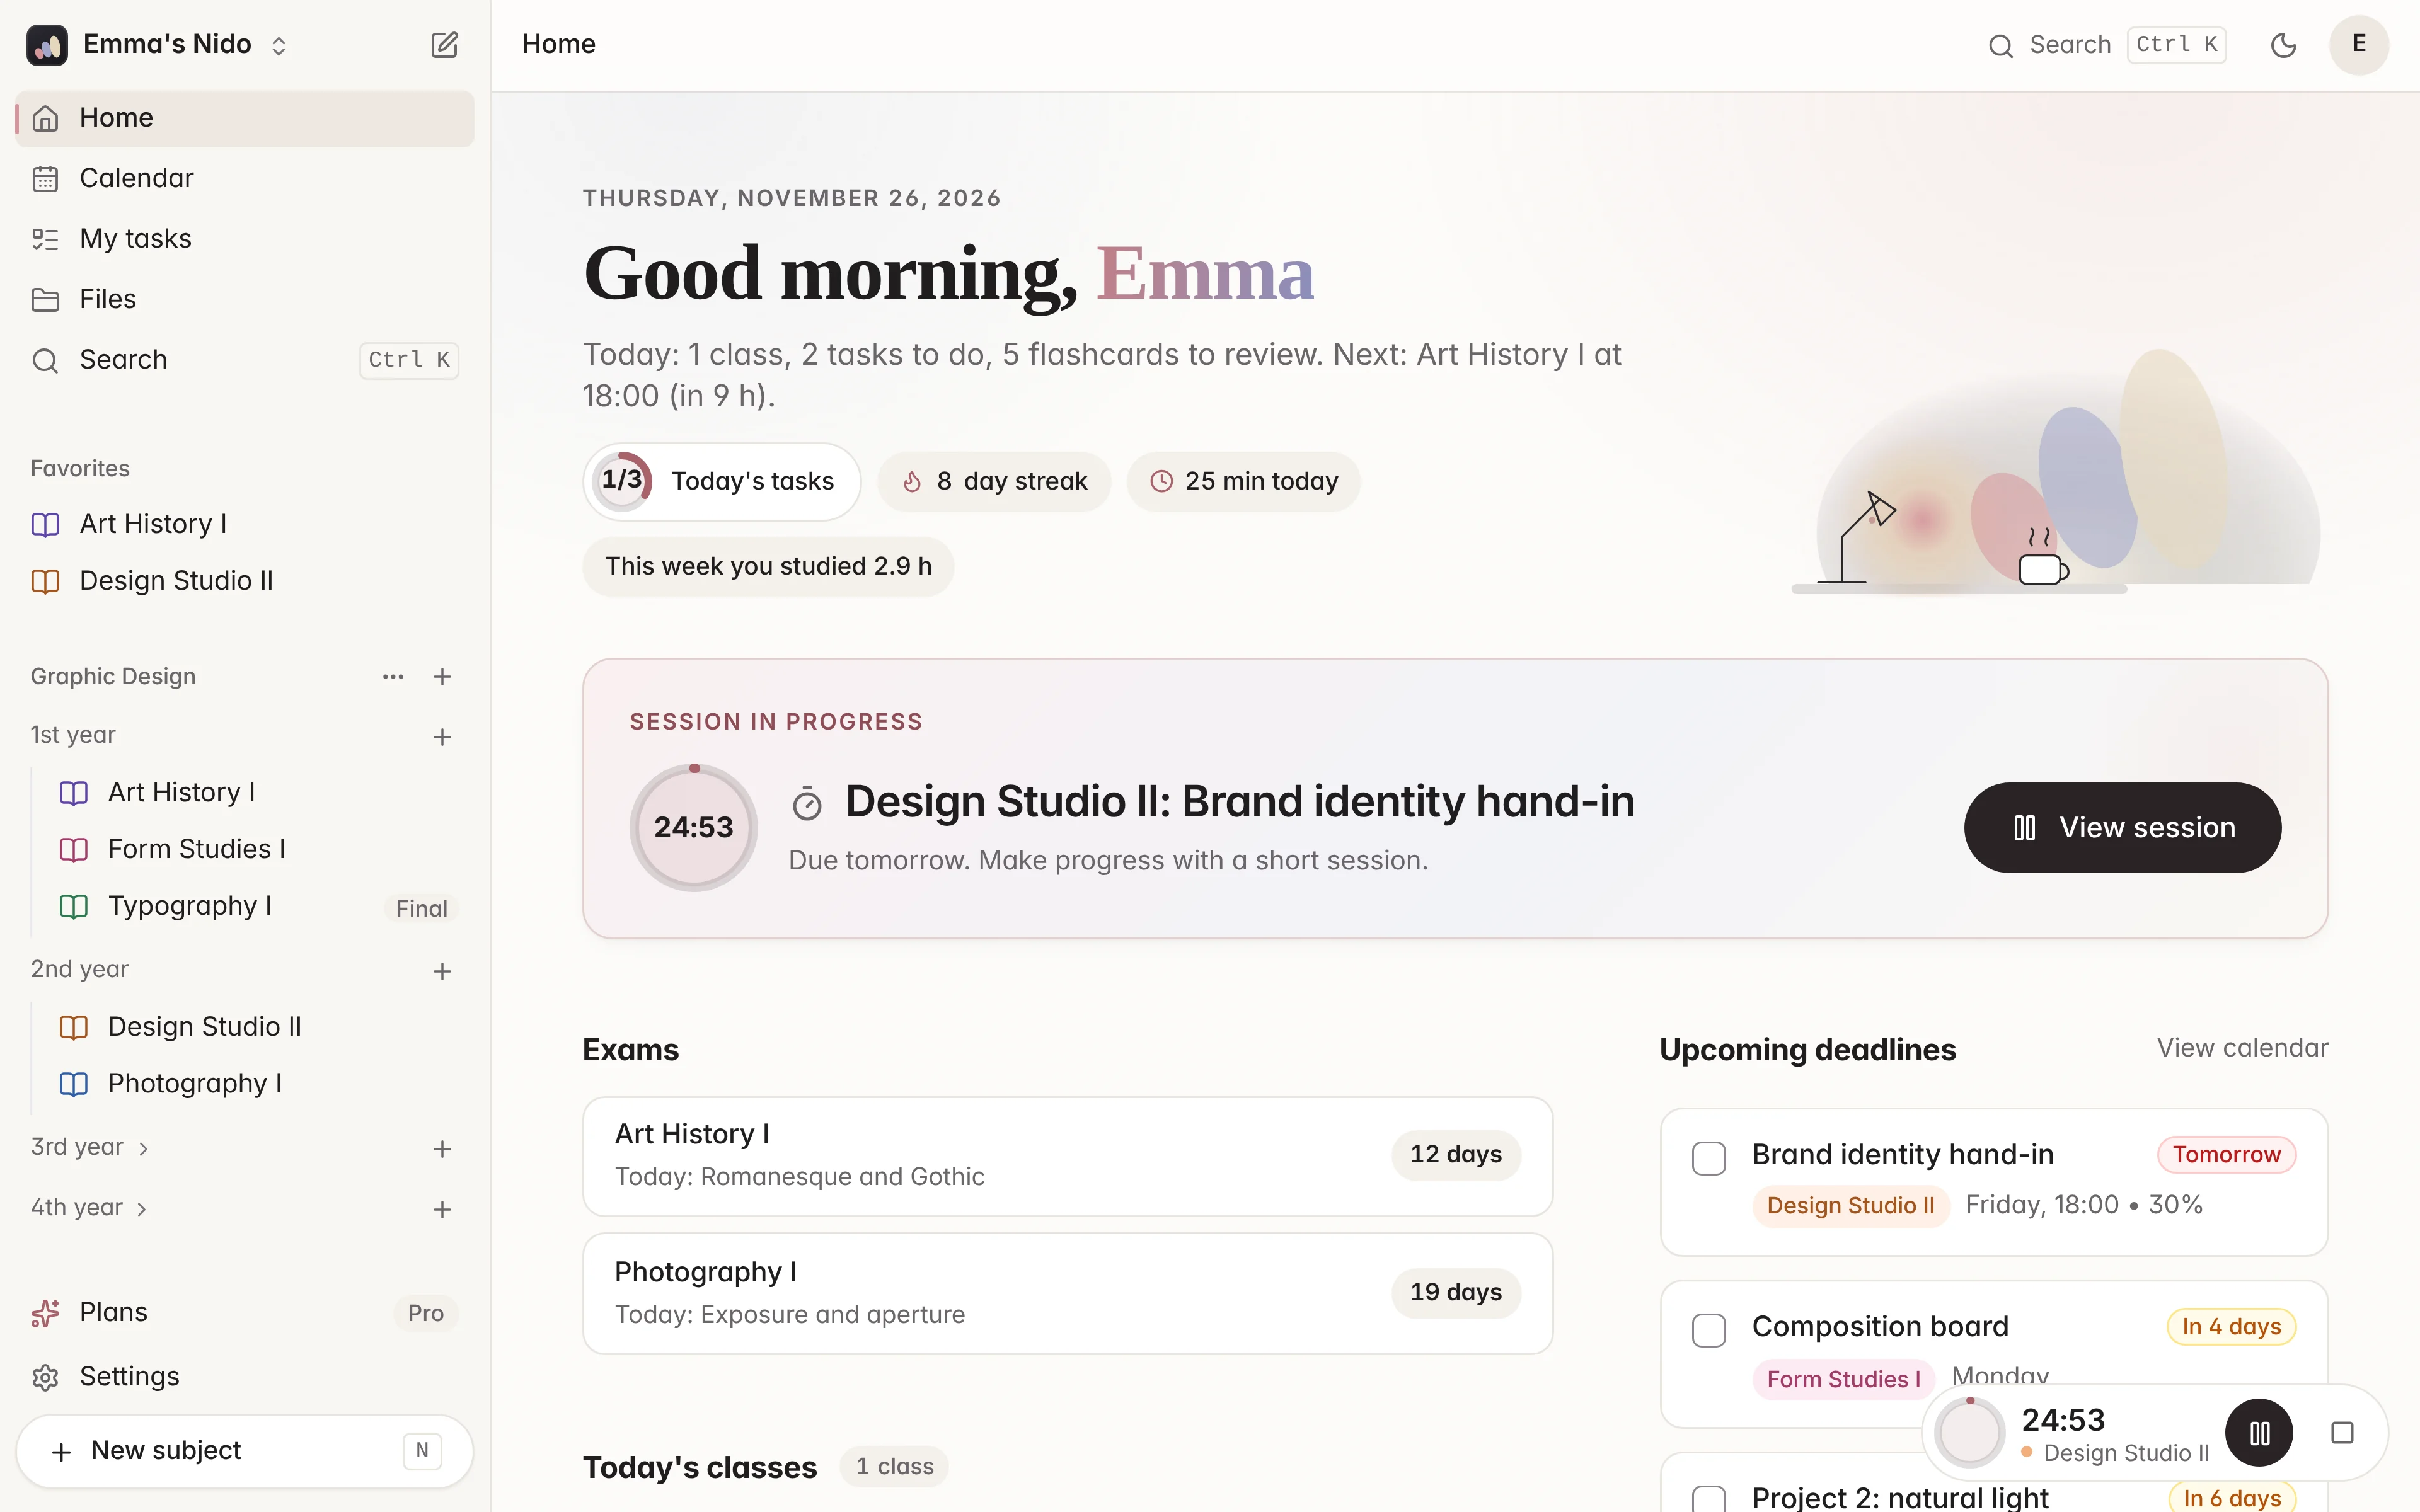 Emma's Nido
Home
Calendar
My tasks
Files
Search Ctrl K
Favorites
Art History I
Design Studio II
Graphic Design
1st year
Art History I
Form Studies I
Typography I Final
2nd year
Design Studio II
Photography I
3rd year
4th year
Plans Pro
Settings
New subject N
Home
Search Ctrl K
E
THURSDAY, NOVEMBER 26, 2026
Good morning, Emma
Today: 1 class, 2 tasks to do, 5 flashcards to review. Next: Art History I at
18:00 (in 9 h).
1/3 Today's tasks
8 day streak
25 min today
This week you studied 2.9 h
SESSION IN PROGRESS
24:53
Design Studio II: Brand identity hand-in
Due tomorrow. Make progress with a short session.
View session
Exams
Art History I
Today: Romanesque and Gothic
12 days
Photography I
Today: Exposure and aperture
19 days
Today's classes 1 class
Upcoming deadlines View calendar
Brand identity hand-in Tomorrow
Design Studio II Friday, 18:00 • 30%
Composition board In 4 days
Form Studies I Monday
Project 2: natural light In 6 days
24:53
Design Studio II